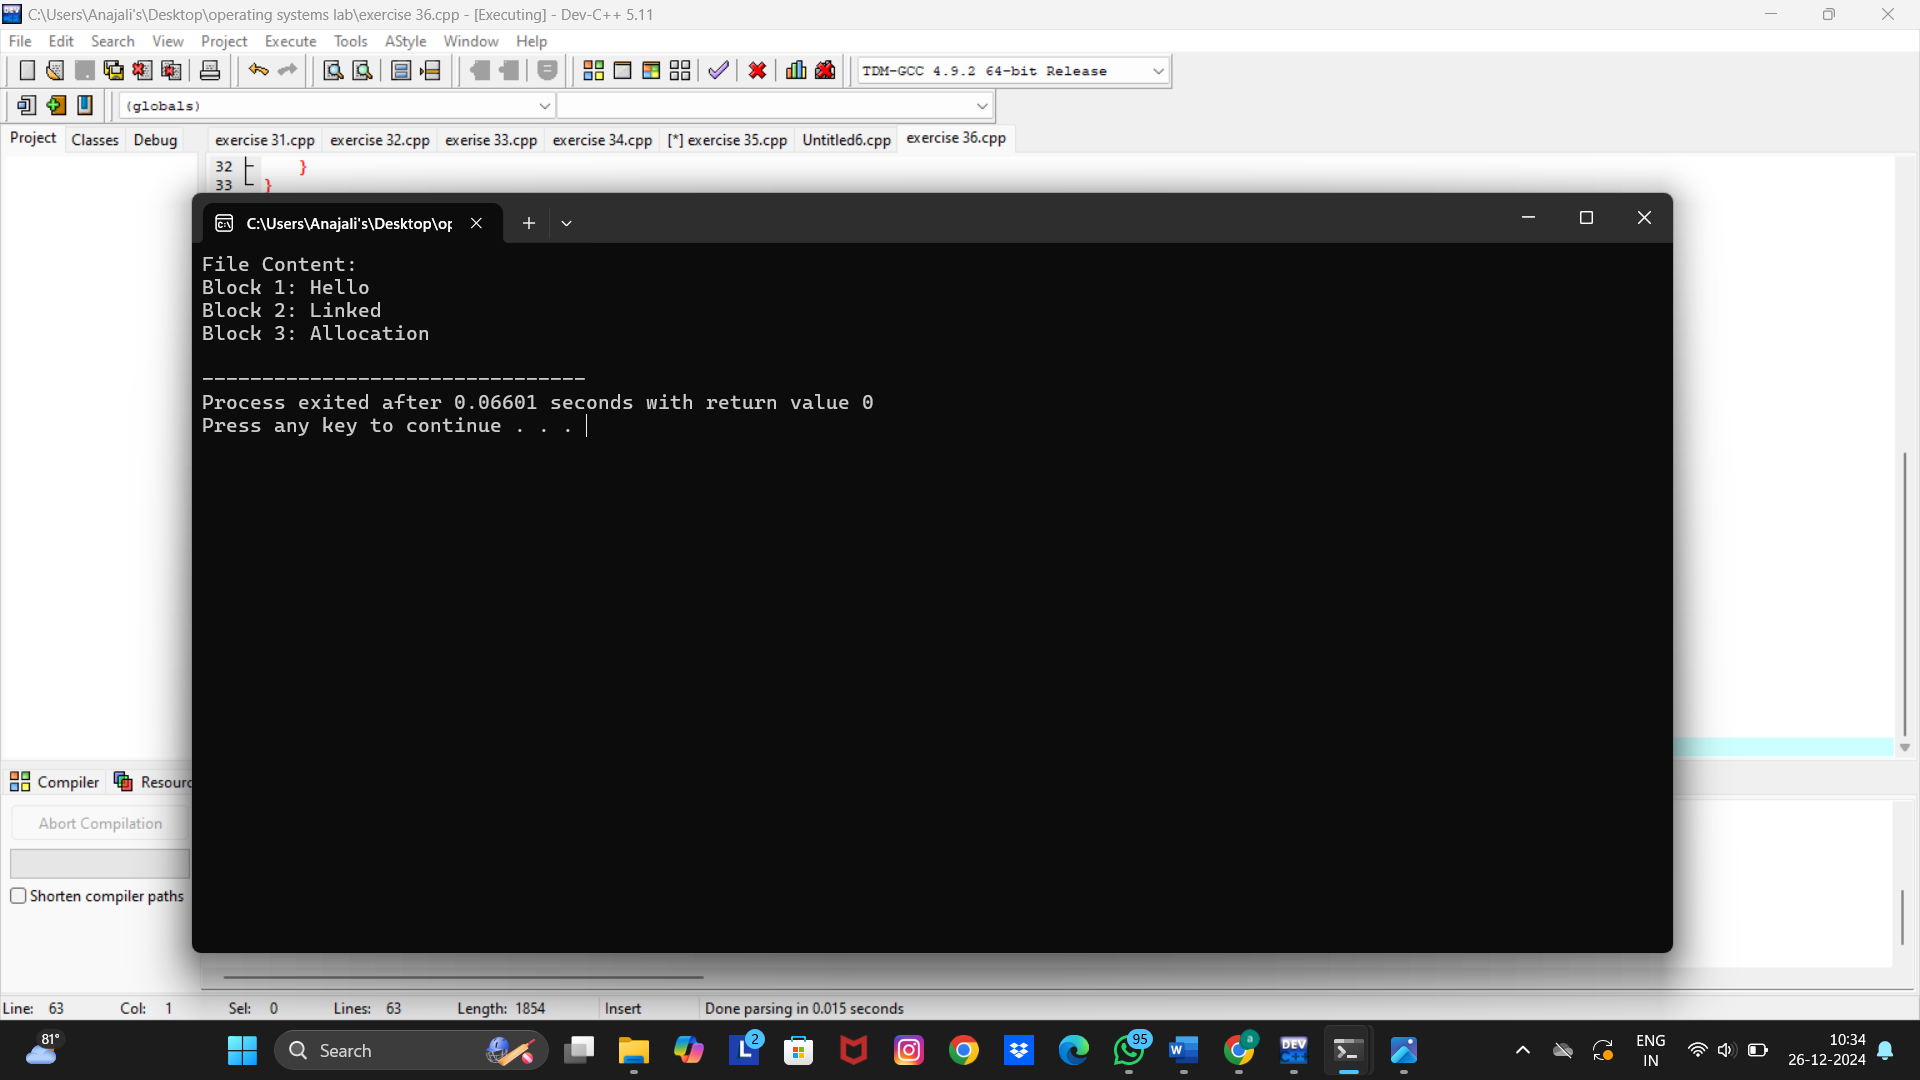 C:\Users\Anajali's\Desktop\operating systems lab\exercise 36.cpp - [Executing] - Dev-C++ 5.11
File Edit Search View Project Execute Tools AStyle Window Help
TDM-GCC 4.9.2 64-bit Release
(globals)
Project Classes Debug exercise 31.cpp exercise 32.cpp exerise 33.cpp exercise 34.cpp [*] exercise 35.cpp Untitled6.cpp exercise 36.cpp
32 }
33 }
C:\Users\Anajali's\Desktop\op
File Content:
Block 1: Hello
Block 2: Linked
Block 3: Allocation
--------------------------------
Process exited after 0.06601 seconds with return value 0
Press any key to continue . . .
Compiler Resourc
Abort Compilation
Shorten compiler paths
Line: 63 Col: 1 Sel: 0 Lines: 63 Length: 1854 Insert Done parsing in 0.015 seconds
81° Search L 2 95 W a DEV C++ ENG 10:34
IN 26-12-2024